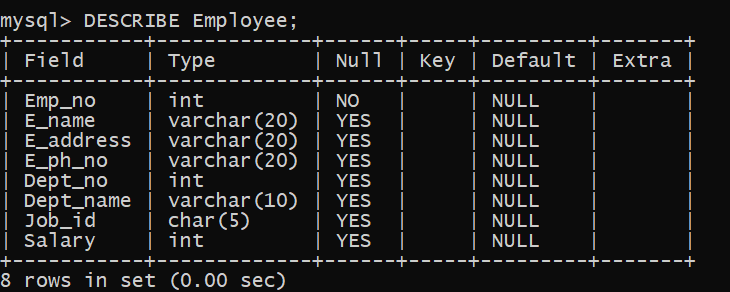 mysql> DESCRIBE Employee;
+------------+-------------+------+-----+---------+-------+
| Field      | Type        | Null | Key | Default | Extra |
+------------+-------------+------+-----+---------+-------+
| Emp_no     | int         | NO   |     | NULL    |       |
| E_name     | varchar(20) | YES  |     | NULL    |       |
| E_address  | varchar(20) | YES  |     | NULL    |       |
| E_ph_no    | varchar(20) | YES  |     | NULL    |       |
| Dept_no    | int         | YES  |     | NULL    |       |
| Dept_name  | varchar(10) | YES  |     | NULL    |       |
| Job_id     | char(5)     | YES  |     | NULL    |       |
| Salary     | int         | YES  |     | NULL    |       |
+------------+-------------+------+-----+---------+-------+
8 rows in set (0.00 sec)